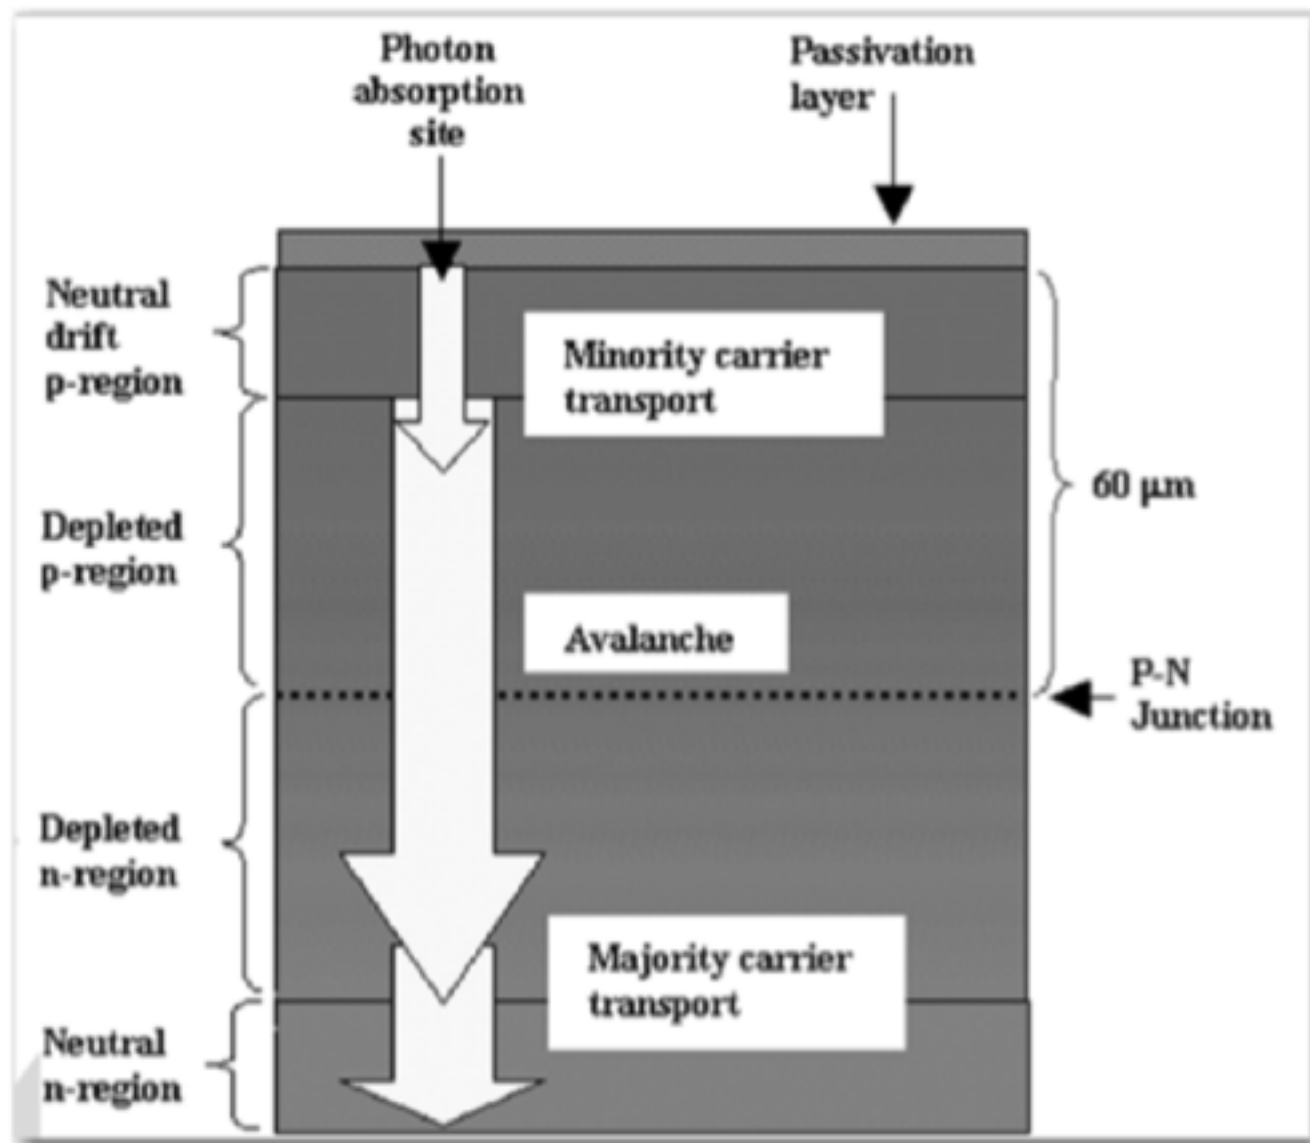 Photon
absorption
site
Passivation
layer
Neutral
drift
p-region
Minority carrier
transport
60 μm
Depleted
p-region
Avalanche
P-N
Junction
Depleted
n-region
Majority carrier
transport
Neutral
n-region